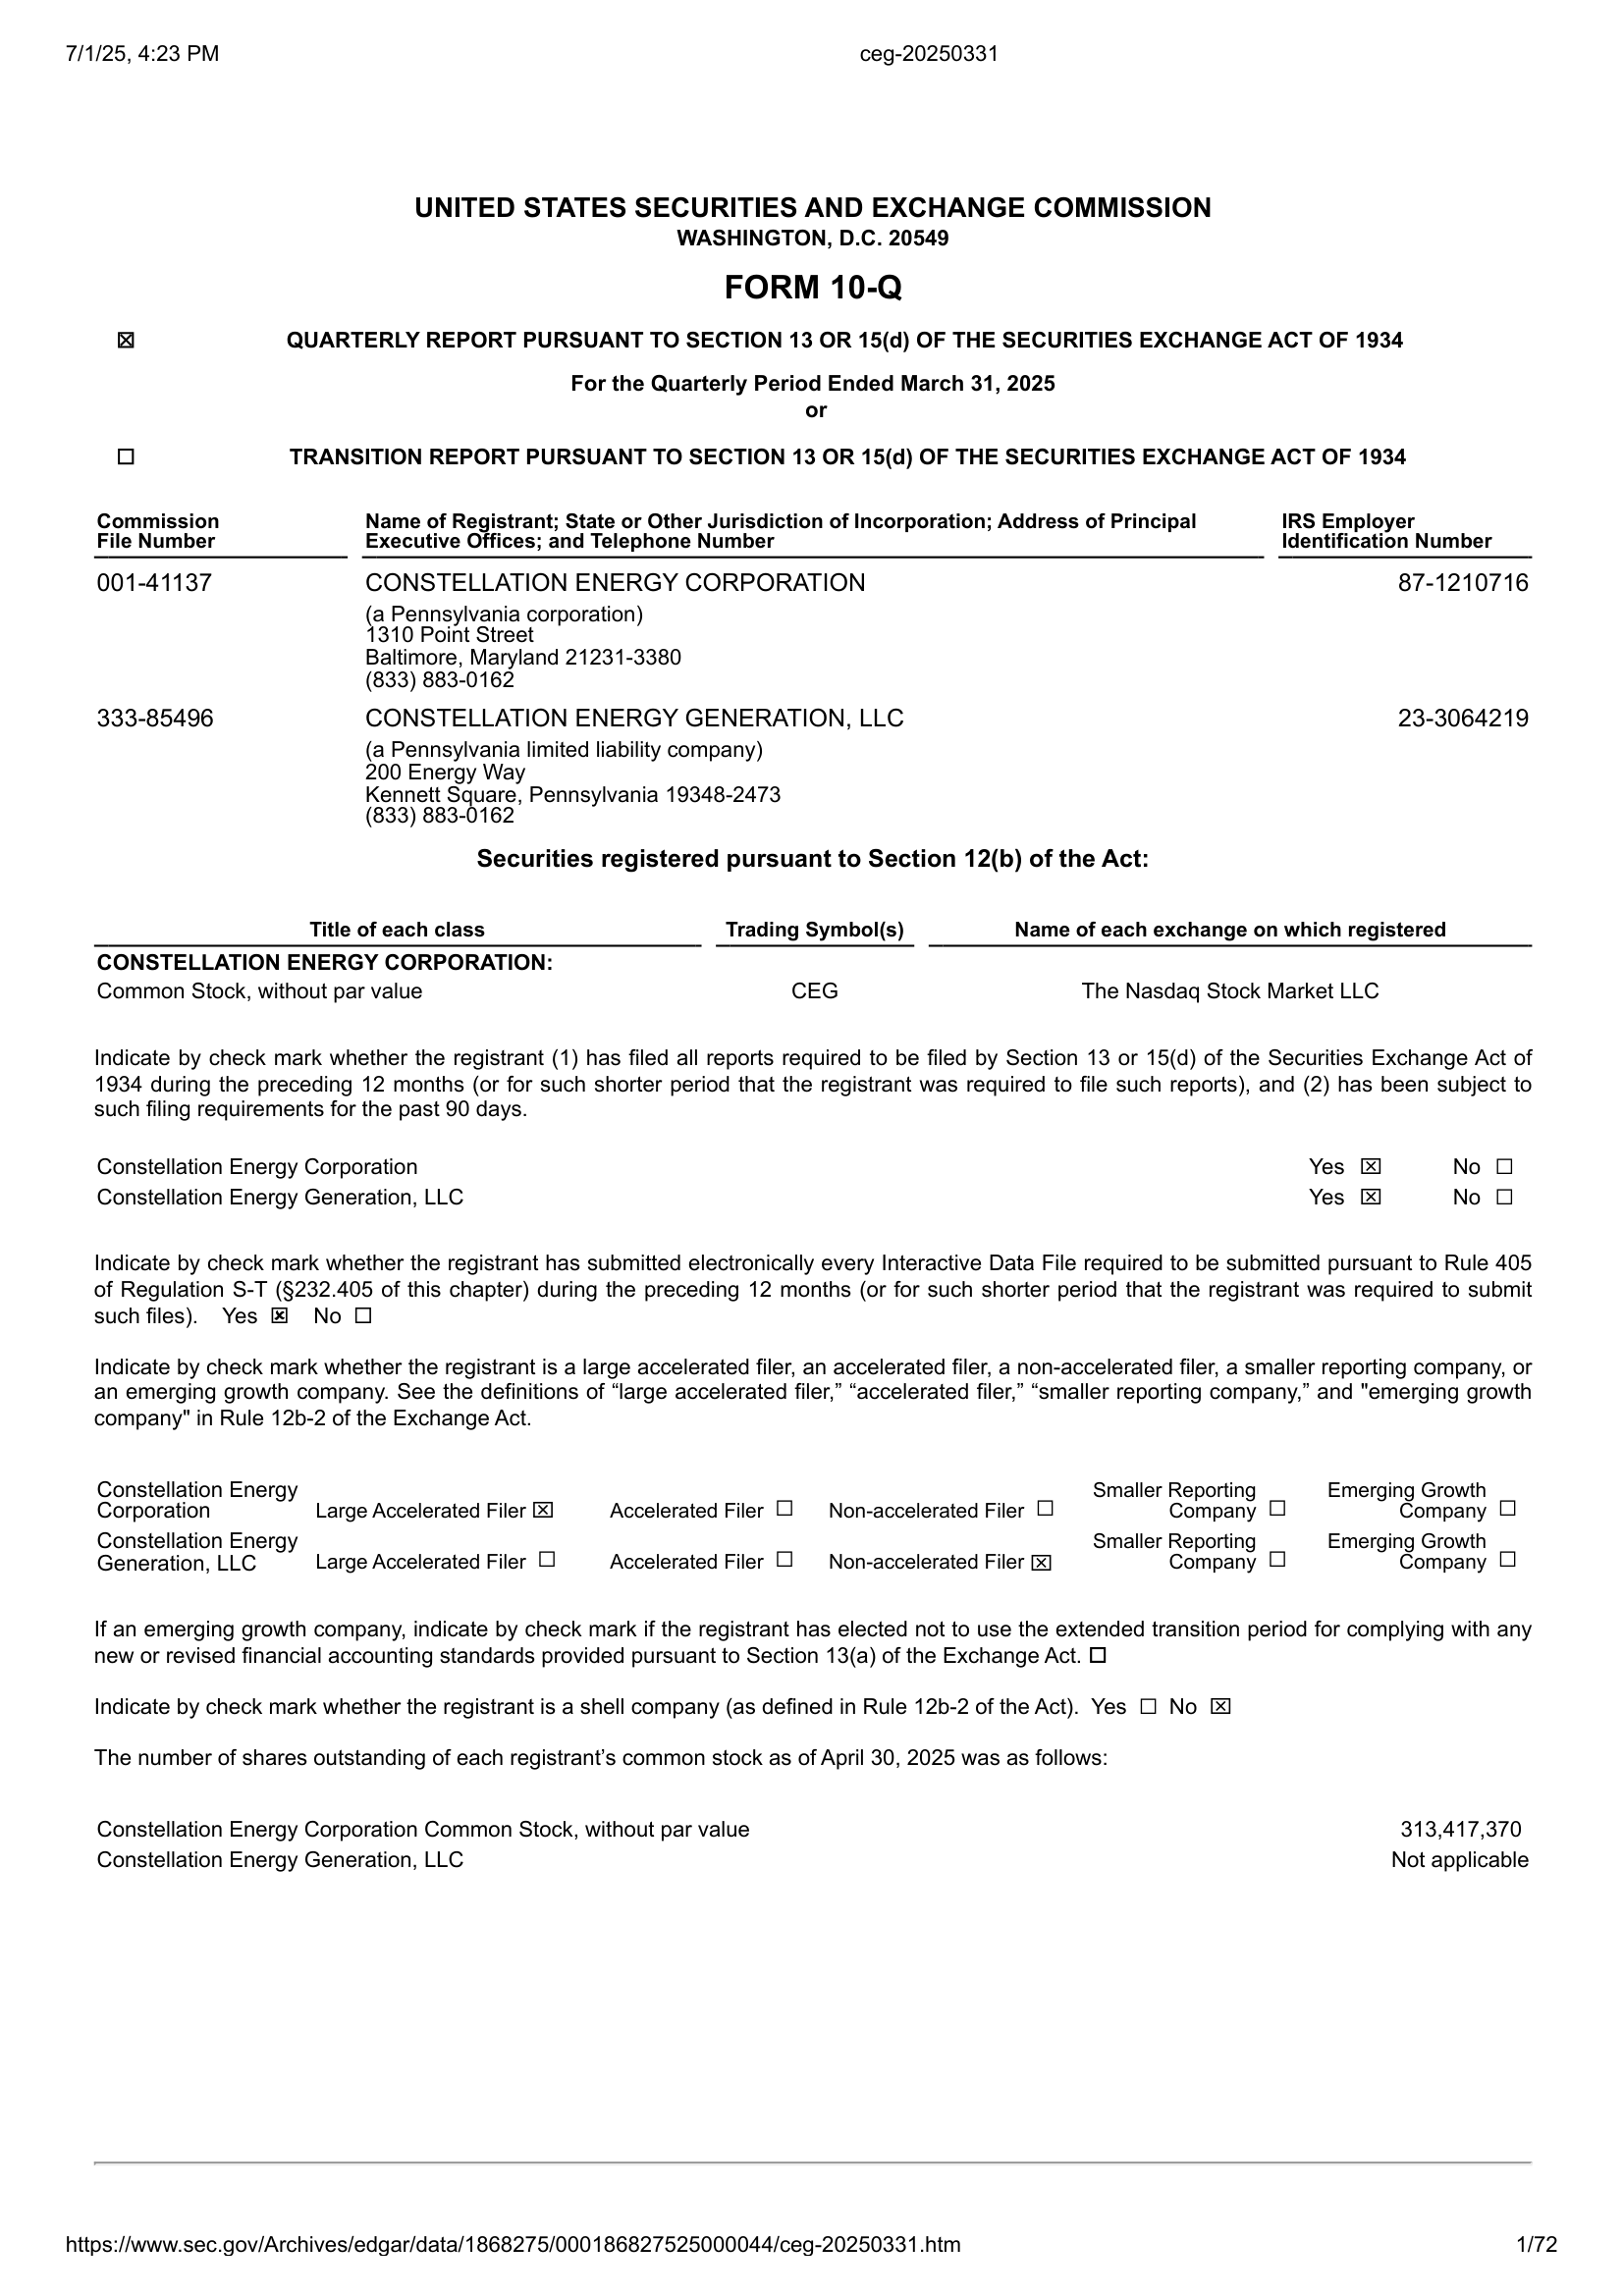 7/1/25, 4:23 PM ceg-20250331
UNITED STATES SECURITIES AND EXCHANGE COMMISSION
WASHINGTON, D.C. 20549
FORM 10-Q
☒ QUARTERLY REPORT PURSUANT TO SECTION 13 OR 15(d) OF THE SECURITIES EXCHANGE ACT OF 1934
For the Quarterly Period Ended March 31, 2025
or
☐ TRANSITION REPORT PURSUANT TO SECTION 13 OR 15(d) OF THE SECURITIES EXCHANGE ACT OF 1934
Commission Name of Registrant; State or Other Jurisdiction of Incorporation; Address of Principal IRS Employer
File Number Executive Offices; and Telephone Number Identification Number
001-41137 CONSTELLATION ENERGY CORPORATION 87-1210716
(a Pennsylvania corporation)
1310 Point Street
Baltimore, Maryland 21231-3380
(833) 883-0162
333-85496 CONSTELLATION ENERGY GENERATION, LLC 23-3064219
(a Pennsylvania limited liability company)
200 Energy Way
Kennett Square, Pennsylvania 19348-2473
(833) 883-0162
Securities registered pursuant to Section 12(b) of the Act:
Title of each class Trading Symbol(s) Name of each exchange on which registered
CONSTELLATION ENERGY CORPORATION:
Common Stock, without par value CEG The Nasdaq Stock Market LLC
Indicate by check mark whether the registrant (1) has filed all reports required to be filed by Section 13 or 15(d) of the Securities Exchange Act of
1934 during the preceding 12 months (or for such shorter period that the registrant was required to file such reports), and (2) has been subject to
such filing requirements for the past 90 days.
Constellation Energy Corporation Yes ☒ No ☐
Constellation Energy Generation, LLC Yes ☒ No ☐
Indicate by check mark whether the registrant has submitted electronically every Interactive Data File required to be submitted pursuant to Rule 405
of Regulation S-T (§232.405 of this chapter) during the preceding 12 months (or for such shorter period that the registrant was required to submit
such files). Yes ☒ No ☐
Indicate by check mark whether the registrant is a large accelerated filer, an accelerated filer, a non-accelerated filer, a smaller reporting company, or
an emerging growth company. See the definitions of “large accelerated filer,” “accelerated filer,” “smaller reporting company,” and "emerging growth
company" in Rule 12b-2 of the Exchange Act.
Constellation Energy Smaller Reporting Emerging Growth
Corporation Large Accelerated Filer ☒ Accelerated Filer ☐ Non-accelerated Filer ☐ Company ☐ Company ☐
Constellation Energy Smaller Reporting Emerging Growth
Generation, LLC Large Accelerated Filer ☐ Accelerated Filer ☐ Non-accelerated Filer ☒ Company ☐ Company ☐
If an emerging growth company, indicate by check mark if the registrant has elected not to use the extended transition period for complying with any
new or revised financial accounting standards provided pursuant to Section 13(a) of the Exchange Act. ☐
Indicate by check mark whether the registrant is a shell company (as defined in Rule 12b-2 of the Act). Yes ☐ No ☒
The number of shares outstanding of each registrant’s common stock as of April 30, 2025 was as follows:
Constellation Energy Corporation Common Stock, without par value 313,417,370
Constellation Energy Generation, LLC Not applicable
https://www.sec.gov/Archives/edgar/data/1868275/000186827525000044/ceg-20250331.htm 1/72